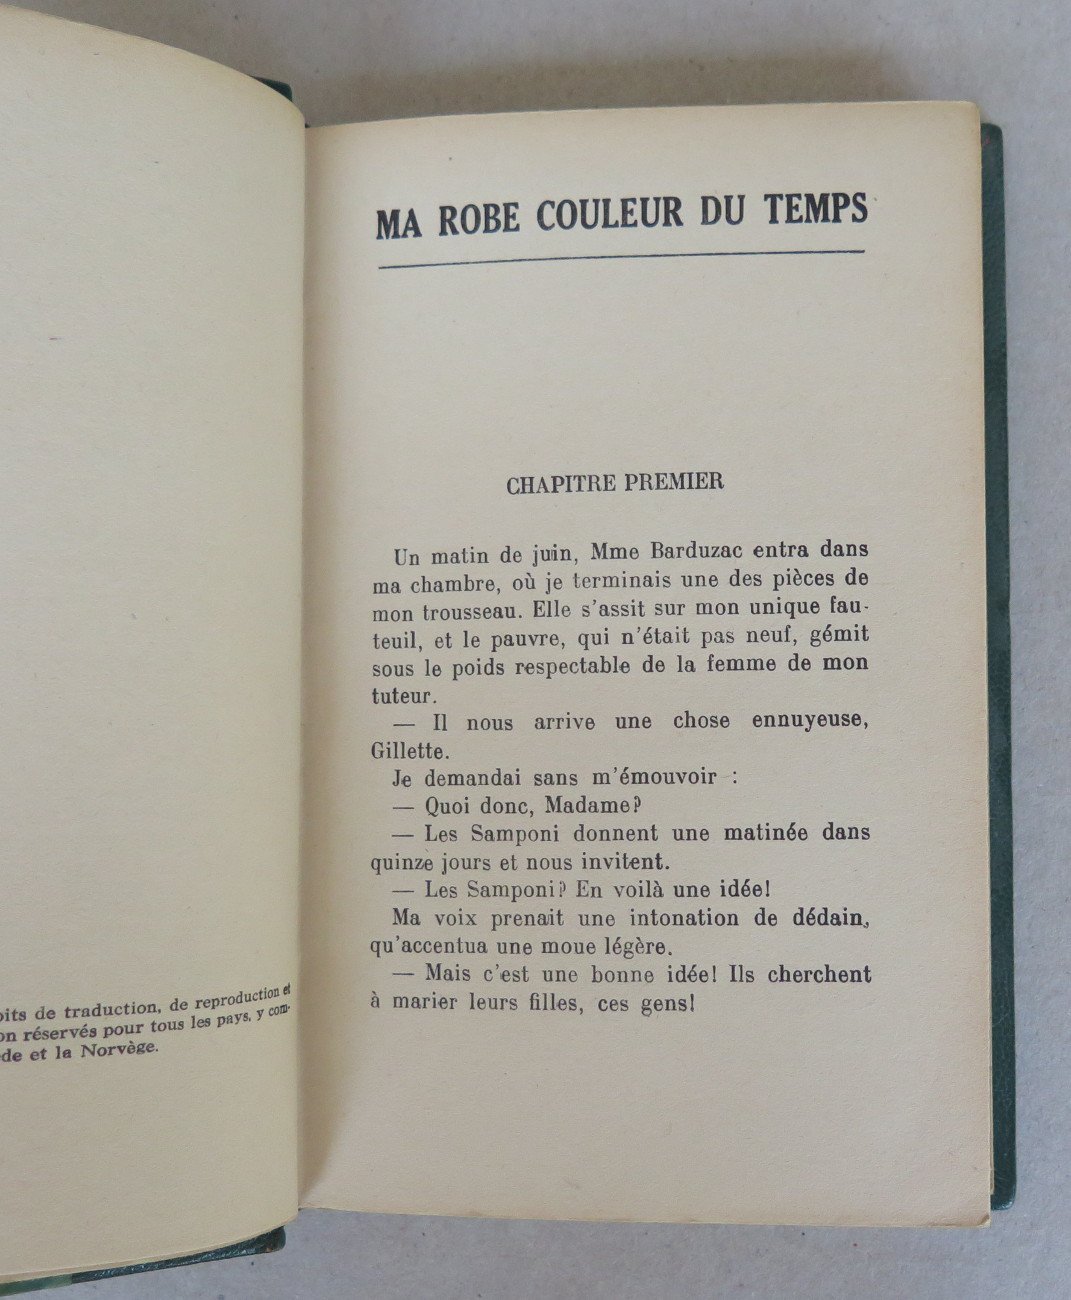 oits de traduction, de reproduction et
on réservés pour tous les pays, y com-
de et la Norvège.
MA ROBE COULEUR DU TEMPS
CHAPITRE PREMIER
Un matin de juin, Mme Barduzac entra dans
ma chambre, où je terminais une des pièces de
mon trousseau. Elle s'assit sur mon unique fau-
teuil, et le pauvre, qui n'était pas neuf, gémit
sous le poids respectable de la femme de mon
tuteur.
— Il nous arrive une chose ennuyeuse,
Gillette.
Je demandai sans m'émouvoir :
— Quoi donc, Madame?
— Les Samponi donnent une matinée dans
quinze jours et nous invitent.
— Les Samponi? En voilà une idée!
Ma voix prenait une intonation de dédain,
qu'accentua une moue légère.
— Mais c'est une bonne idée! Ils cherchent
à marier leurs filles, ces gens!